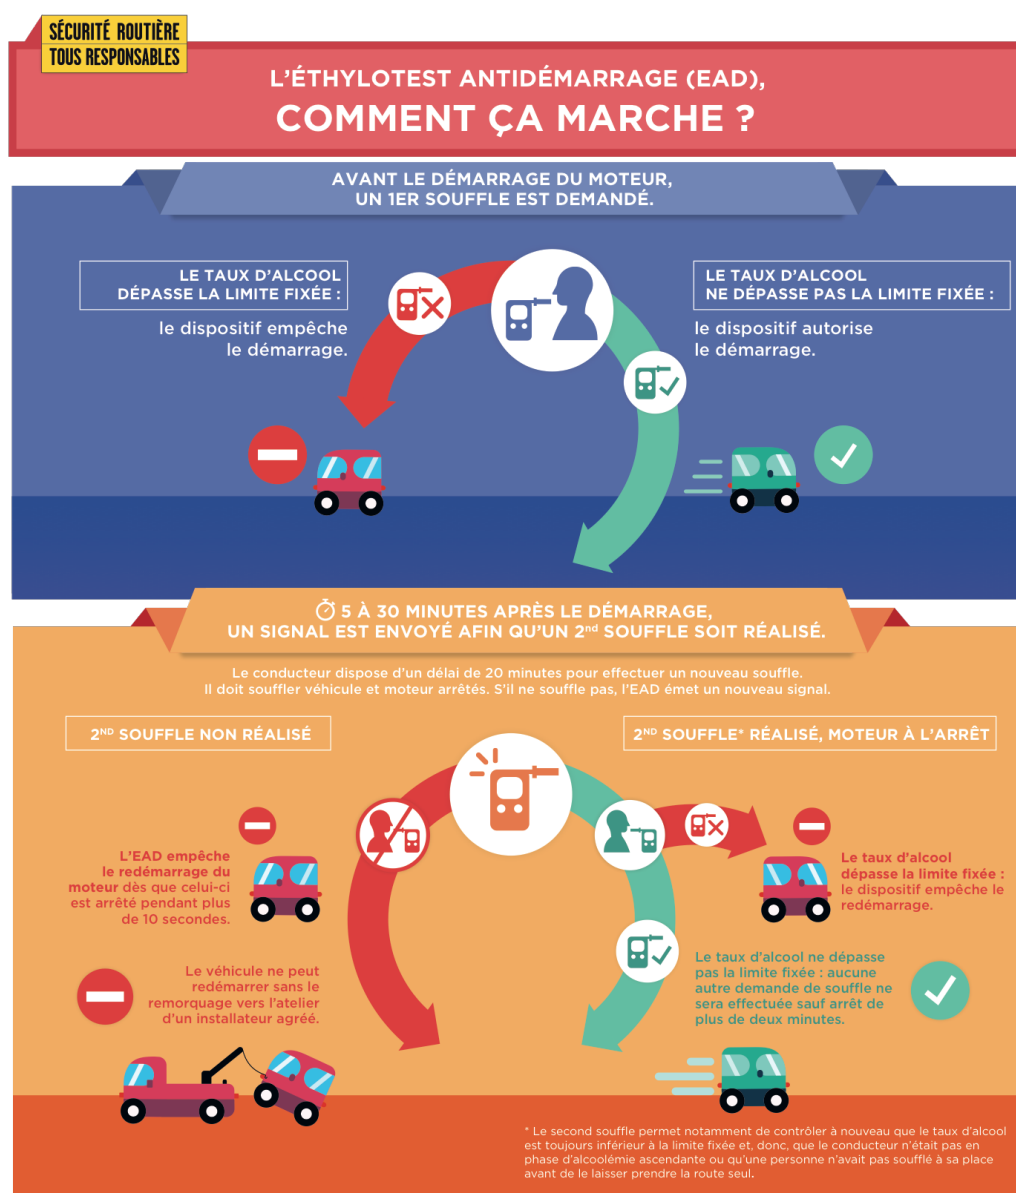 SÉCURITÉ ROUTIÈRE
TOUS RESPONSABLES
L'ÉTHYLOTEST ANTIDÉMARRAGE (EAD),
COMMENT ÇA MARCHE ?
AVANT LE DÉMARRAGE DU MOTEUR,
UN 1ER SOUFFLE EST DEMANDÉ.
LE TAUX D'ALCOOL
DÉPASSE LA LIMITE FIXÉE :
le dispositif empêche
le démarrage.
LE TAUX D'ALCOOL
NE DÉPASSE PAS LA LIMITE FIXÉE :
le dispositif autorise
le démarrage.
5 À 30 MINUTES APRÈS LE DÉMARRAGE,
UN SIGNAL EST ENVOYÉ AFIN QU'UN 2nd SOUFFLE SOIT RÉALISÉ.
Le conducteur dispose d'un délai de 20 minutes pour effectuer un nouveau souffle.
Il doit souffler véhicule et moteur arrêtés. S'il ne souffle pas, l'EAD émet un nouveau signal.
2ND SOUFFLE NON RÉALISÉ
L'EAD empêche
le redémarrage du
moteur dès que celui-ci
est arrêté pendant plus
de 10 secondes.
Le véhicule ne peut
redémarrer sans le
remorquage vers l'atelier
d'un installateur agréé.
2ND SOUFFLE* RÉALISÉ, MOTEUR À L'ARRÊT
Le taux d'alcool
dépasse la limite fixée :
le dispositif empêche le
redémarrage.
Le taux d'alcool ne dépasse
pas la limite fixée : aucune
autre demande de souffle ne
sera effectuée sauf arrêt de
plus de deux minutes.
* Le second souffle permet notamment de contrôler à nouveau que le taux d'alcool
est toujours inférieur à la limite fixée et, donc, que le conducteur n'était pas en
phase d'alcoolémie ascendante ou qu'une personne n'avait pas soufflé à sa place
avant de le laisser prendre la route seul.